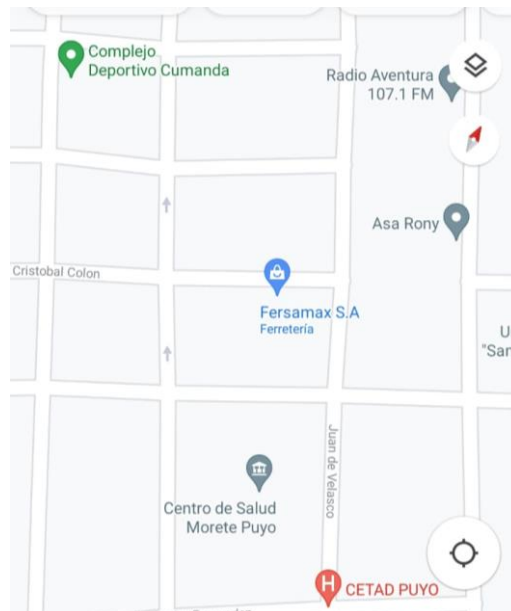 Complejo
Deportivo Cumanda
Radio Aventura
107.1 FM
Asa Rony
Cristobal Colon
Fersamax S.A
Ferretería
U
"San
Juan de Velasco
Centro de Salud
Morete Puyo
H
CETAD PUYO